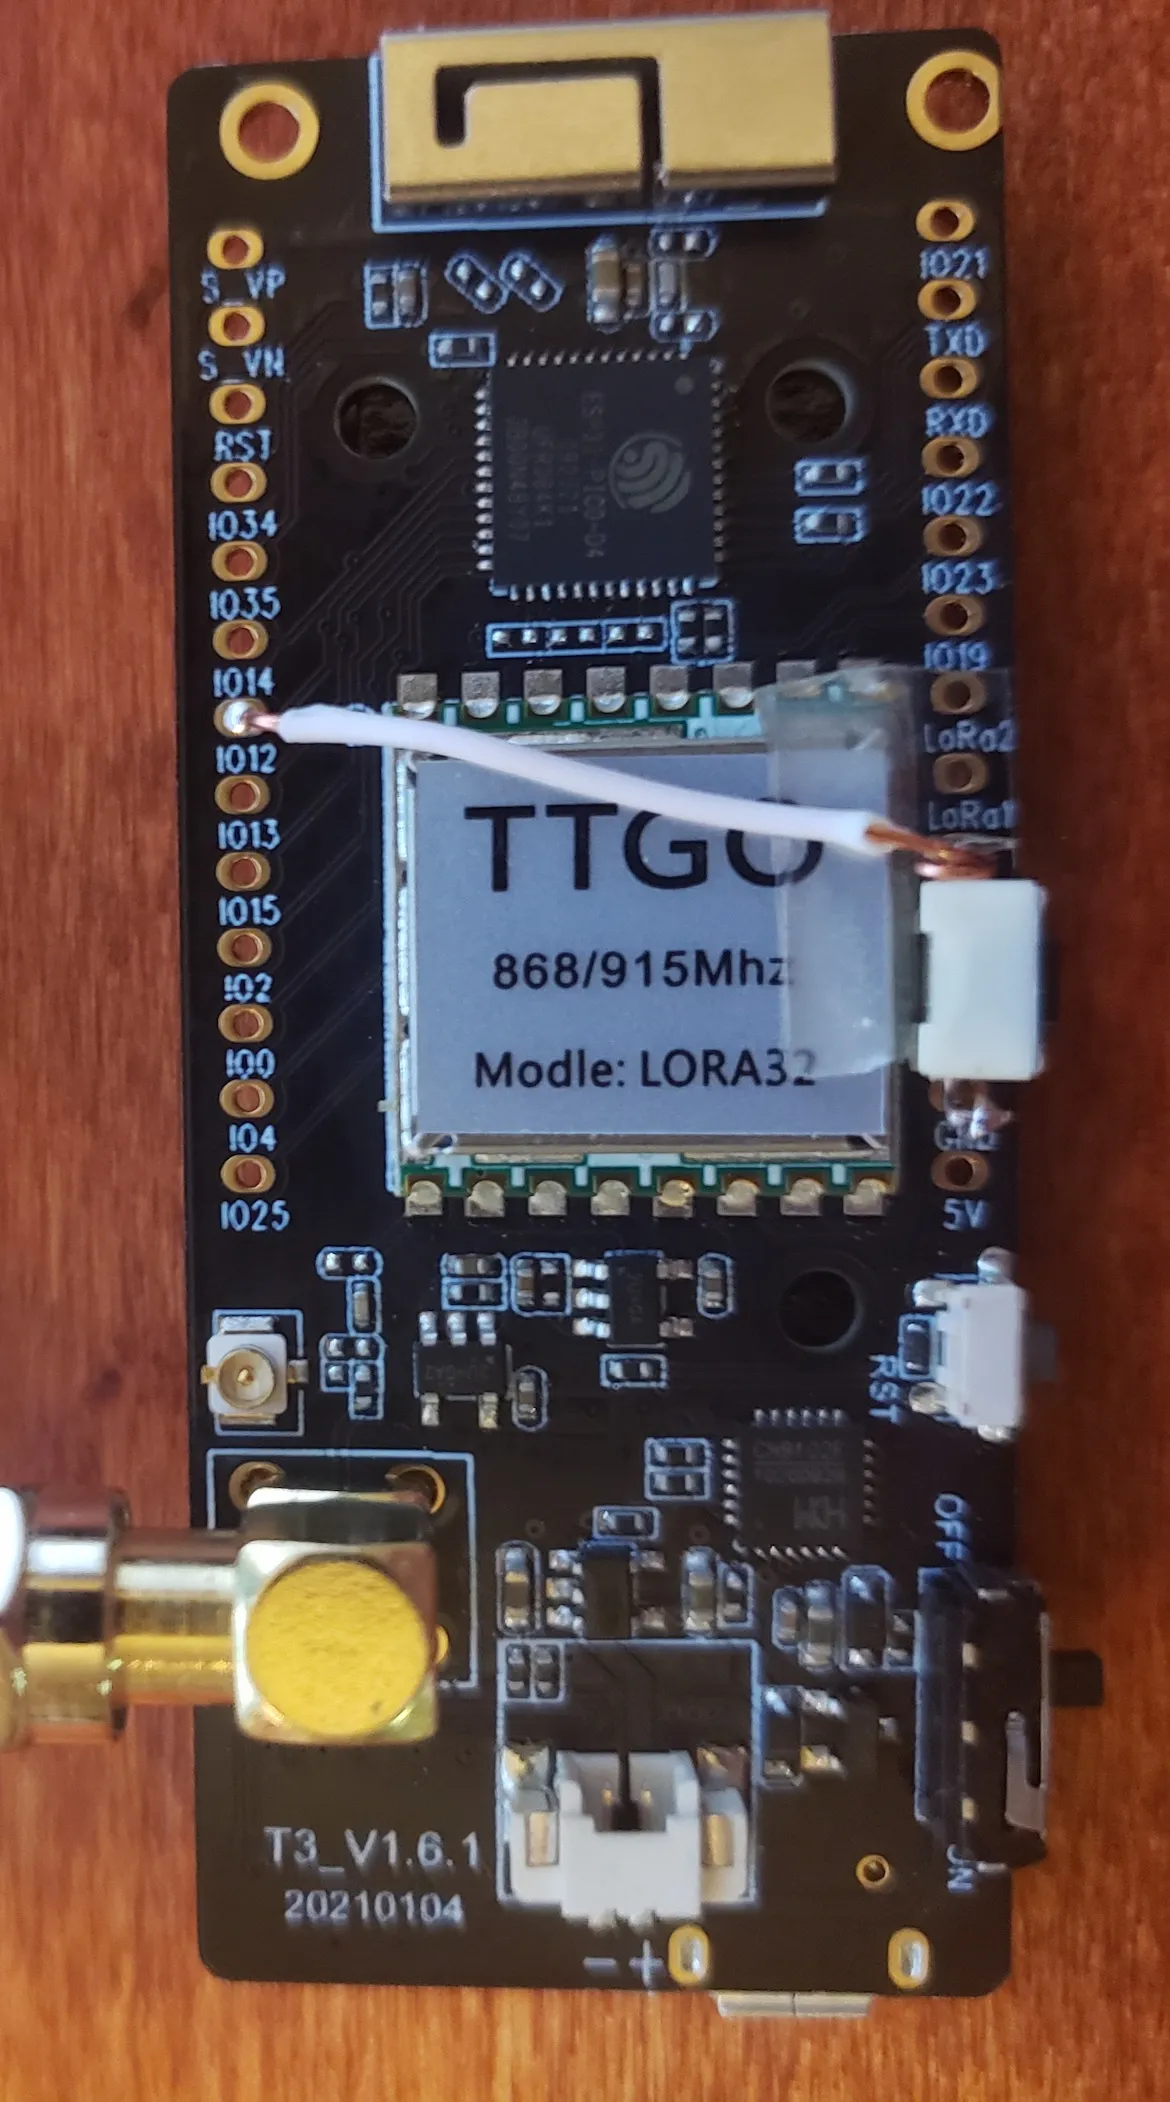 S_VP
S_VN
RST
IO34
IO35
IO14
IO12
IO13
IO15
IO2
IO0
IO4
IO25
IO21
TXD
RXD
IO22
IO23
IO19
LoRa2
LoRa1
GND
5V
TTGO
868/915Mhz
Modle: LORA32
RST
OFF
T3_V1.6.1
20210104
- +